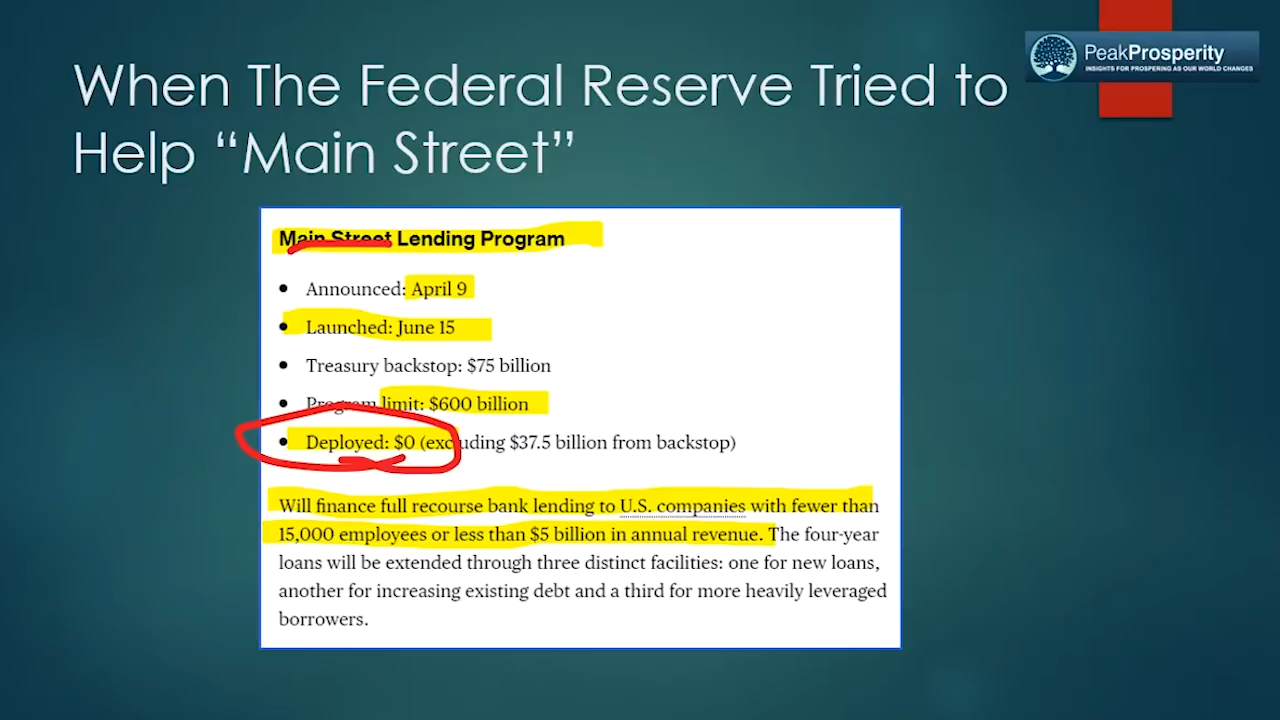 When The Federal Reserve Tried to
Help “Main Street”
PeakProsperity
INSIGHTS FOR PROSPERING AS OUR WORLD CHANGES
Main Street Lending Program
• Announced: April 9
• Launched: June 15
• Treasury backstop: $75 billion
• Program limit: $600 billion
• Deployed: $0 (excluding $37.5 billion from backstop)
Will finance full recourse bank lending to U.S. companies with fewer than
15,000 employees or less than $5 billion in annual revenue. The four-year
loans will be extended through three distinct facilities: one for new loans,
another for increasing existing debt and a third for more heavily leveraged
borrowers.